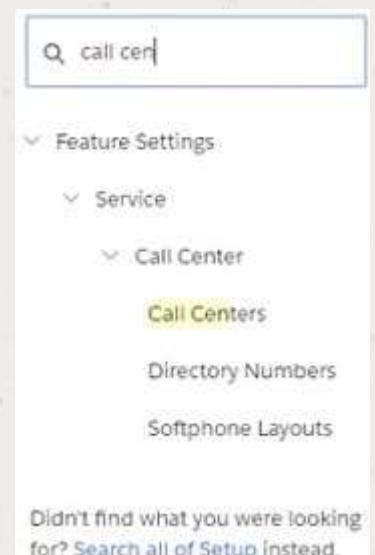 call cen
Feature Settings
Service
Call Center
Call Centers
Directory Numbers
Softphone Layouts
Didn't find what you were looking
for? Search all of Setup instead.